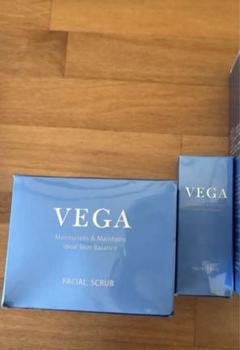 VEGA
Moisturizes & Maintains
Ideal Skin Balance
FACIAL SCRUB
VEGA